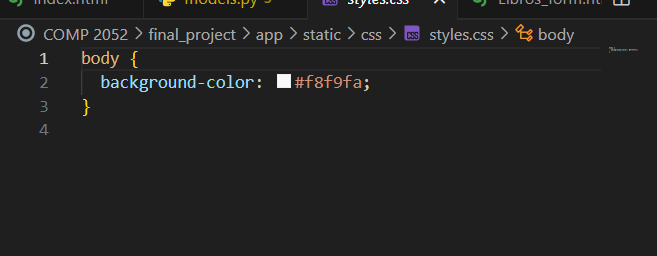 index.html models.py 9 styles.css Libros_form.ht
COMP 2052 > final_project > app > static > css > styles.css > body
1 body {
2 background-color: #f8f9fa;
3 }
4